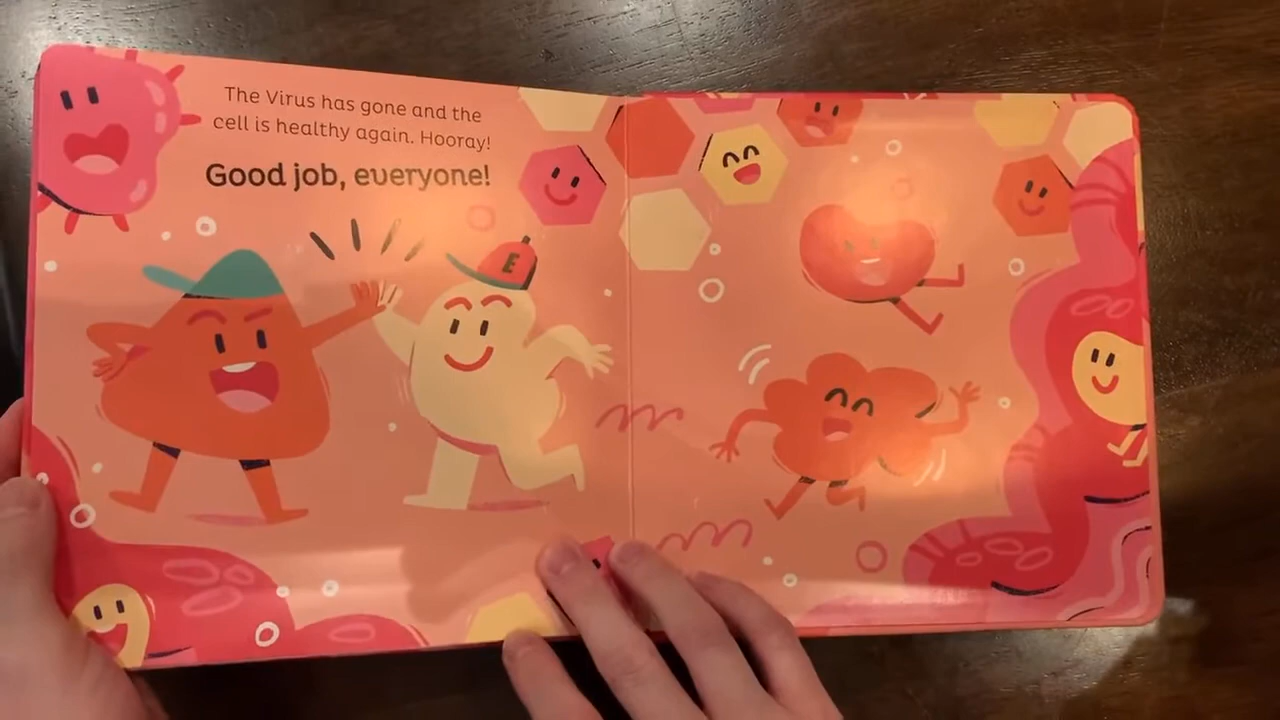 The Virus has gone and the
cell is healthy again. Hooray!
Good job, everyone!
E